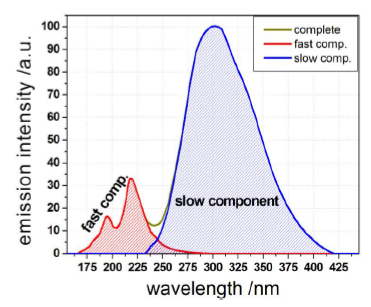 complete
fast comp.
slow comp.
100
90
80
70
60
50
40
30
20
10
0
emission intensity /a.u.
fast comp.
slow component
175 200 225 250 275 300 325 350 375 400 425
wavelength /nm